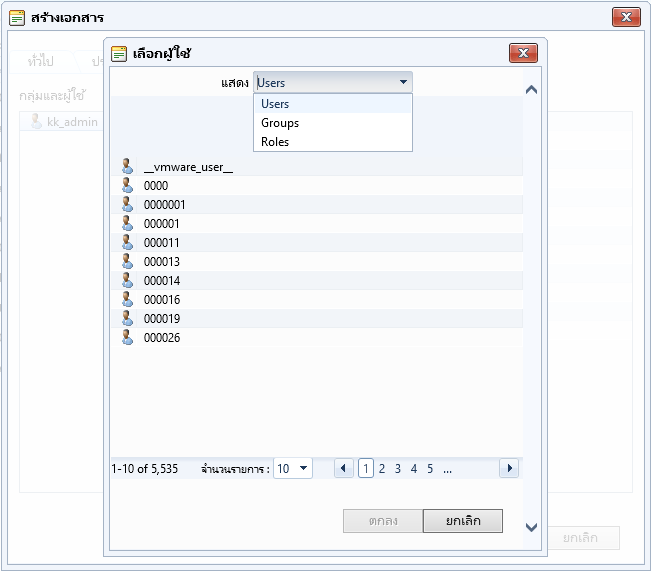 สร้างเอกสาร
ทั่วไป
กลุ่มและผู้ใช้
kk_admin
เลือกผู้ใช้
แสดง Users
Users
Groups
Roles
__vmware_user__
0000
0000001
000001
000011
000013
000014
000016
000019
000026
1-10 of 5,535 จำนวนรายการ : 10 1 2 3 4 5 ...
ตกลง ยกเลิก
ยกเลิก